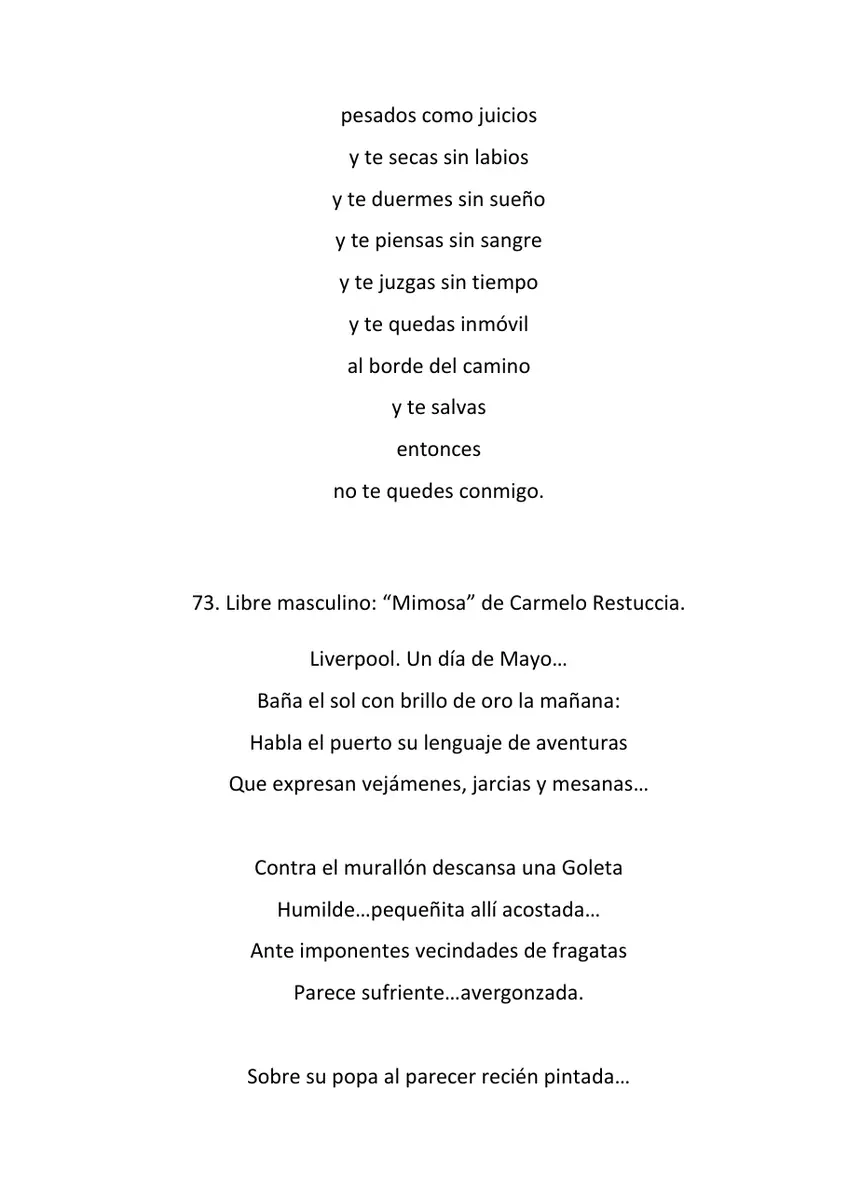 pesados como juicios
y te secas sin labios
y te duermes sin sueño
y te piensas sin sangre
y te juzgas sin tiempo
y te quedas inmóvil
al borde del camino
y te salvas
entonces
no te quedes conmigo.
73. Libre masculino: “Mimosa” de Carmelo Restuccia.
Liverpool. Un día de Mayo…
Baña el sol con brillo de oro la mañana:
Habla el puerto su lenguaje de aventuras
Que expresan vejámenes, jarcias y mesanas…
Contra el murallón descansa una Goleta
Humilde…pequeñita allí acostada…
Ante imponentes vecindades de fragatas
Parece sufriente…avergonzada.
Sobre su popa al parecer recién pintada…